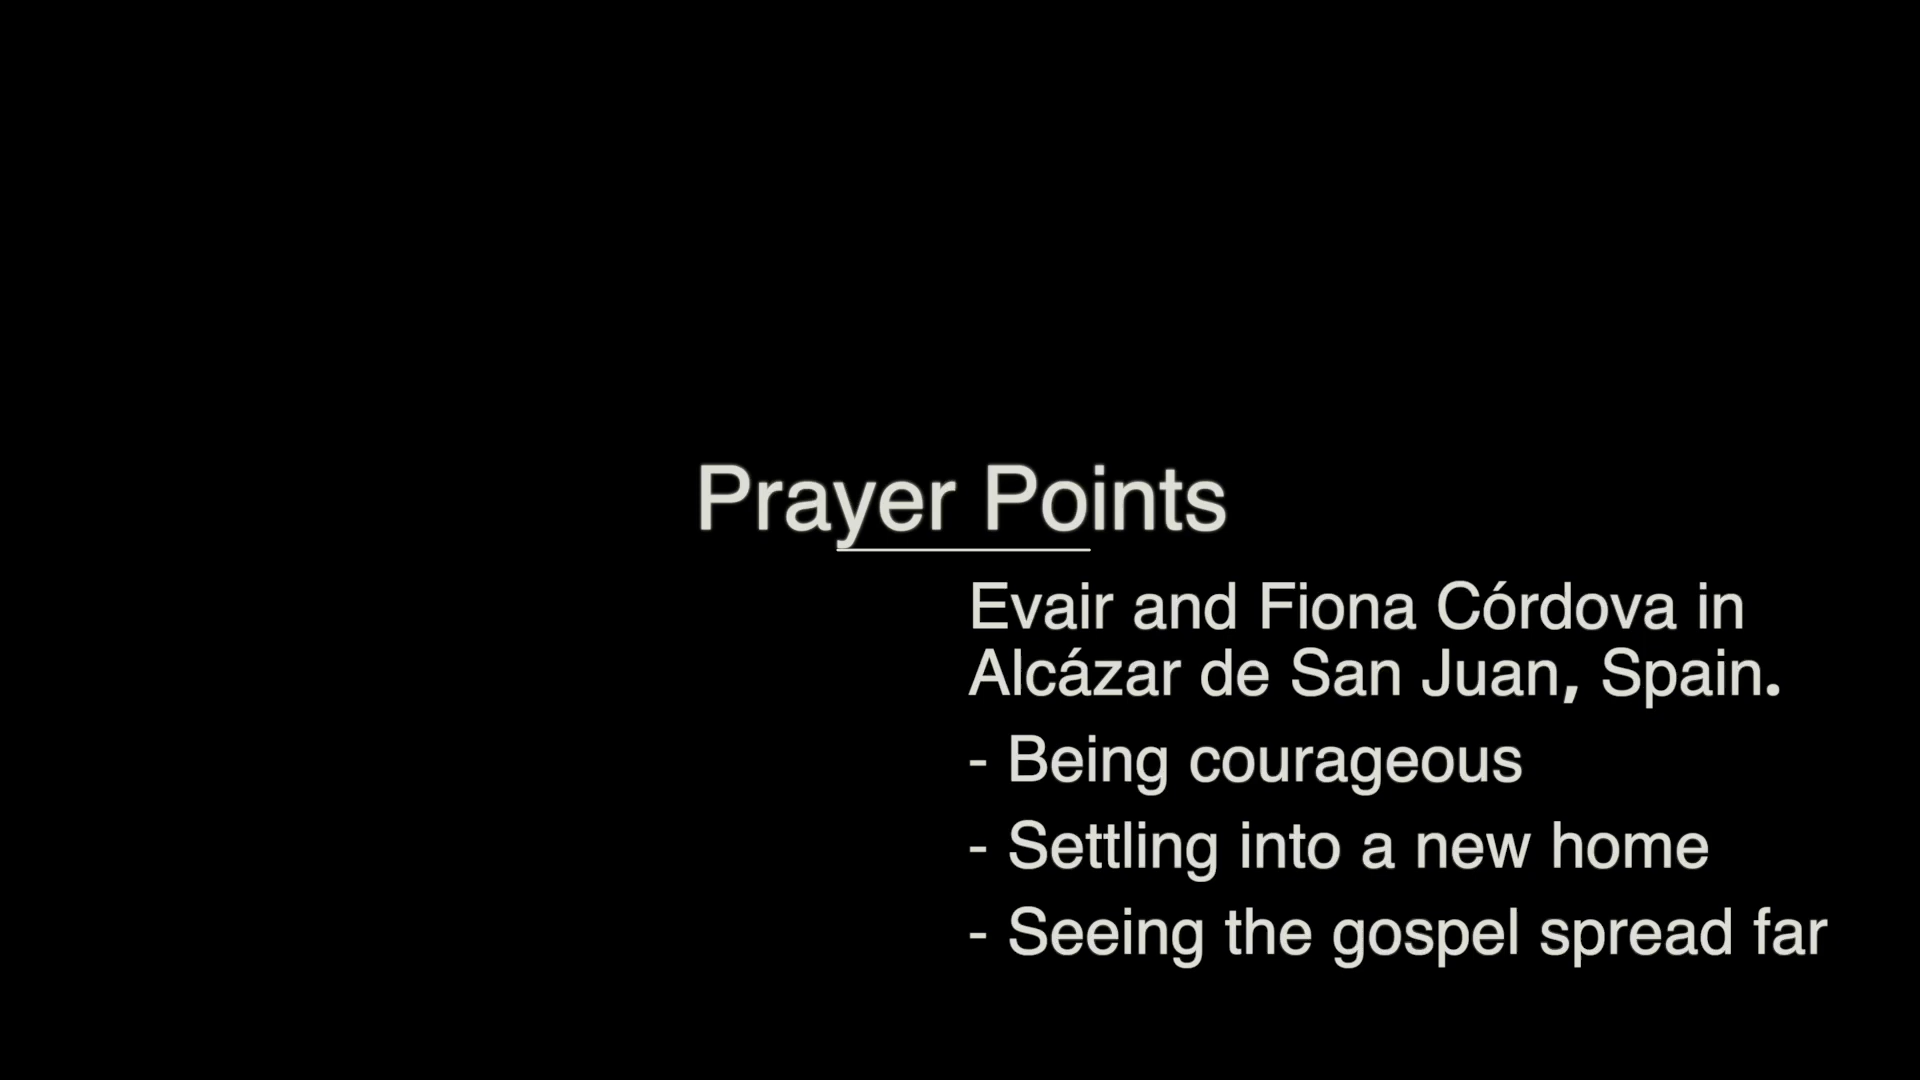 Prayer Points
Evair and Fiona Córdova in
Alcázar de San Juan, Spain.
- Being courageous
- Settling into a new home
- Seeing the gospel spread far